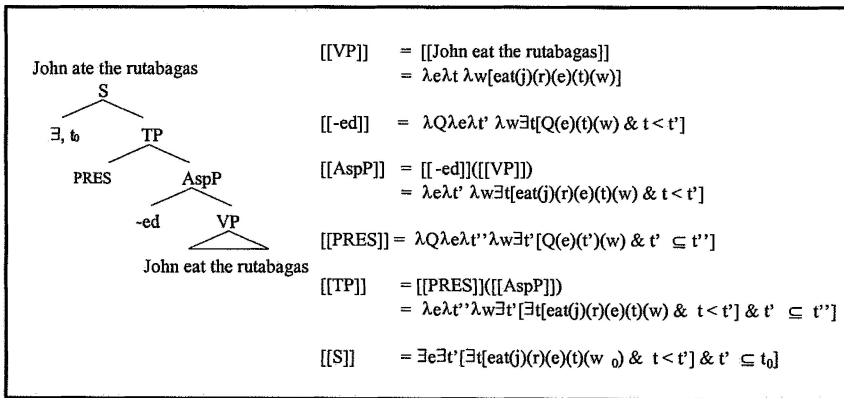 John ate the rutabagas
S
∃, t₀ TP
PRES AspP
-ed VP
John eat the rutabagas
[[VP]] = [[John eat the rutabagas]]
= λeλt λw[eat(j)(r)(e)(t)(w)]
[[-ed]] = λQλeλt' λw∃t[Q(e)(t)(w) & t < t']
[[AspP]] = [[ -ed]]([[VP]])
= λeλt' λw∃t[eat(j)(r)(e)(t)(w) & t < t']
[[PRES]] = λQλeλt''λw∃t'[Q(e)(t')(w) & t' ⊆ t'']
[[TP]] = [[PRES]]([[AspP]])
= λeλt''λw∃t'[∃t[eat(j)(r)(e)(t)(w) & t < t'] & t' ⊆ t'']
[[S]] = ∃e∃t'[∃t[eat(j)(r)(e)(t)(w ₀) & t < t'] & t' ⊆ t₀]